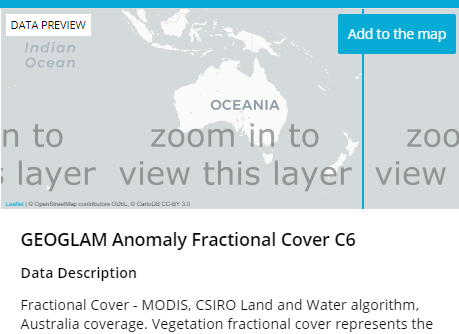 DATA PREVIEW
Add to the map
Indian
Ocean
OCEANIA
n to zoom in to zoo
s layer view this layer view
Leaflet | © OpenStreetMap contributors ODbL, © CartoDB CC-BY 3.0
GEOGLAM Anomaly Fractional Cover C6
Data Description
Fractional Cover - MODIS, CSIRO Land and Water algorithm,
Australia coverage. Vegetation fractional cover represents the